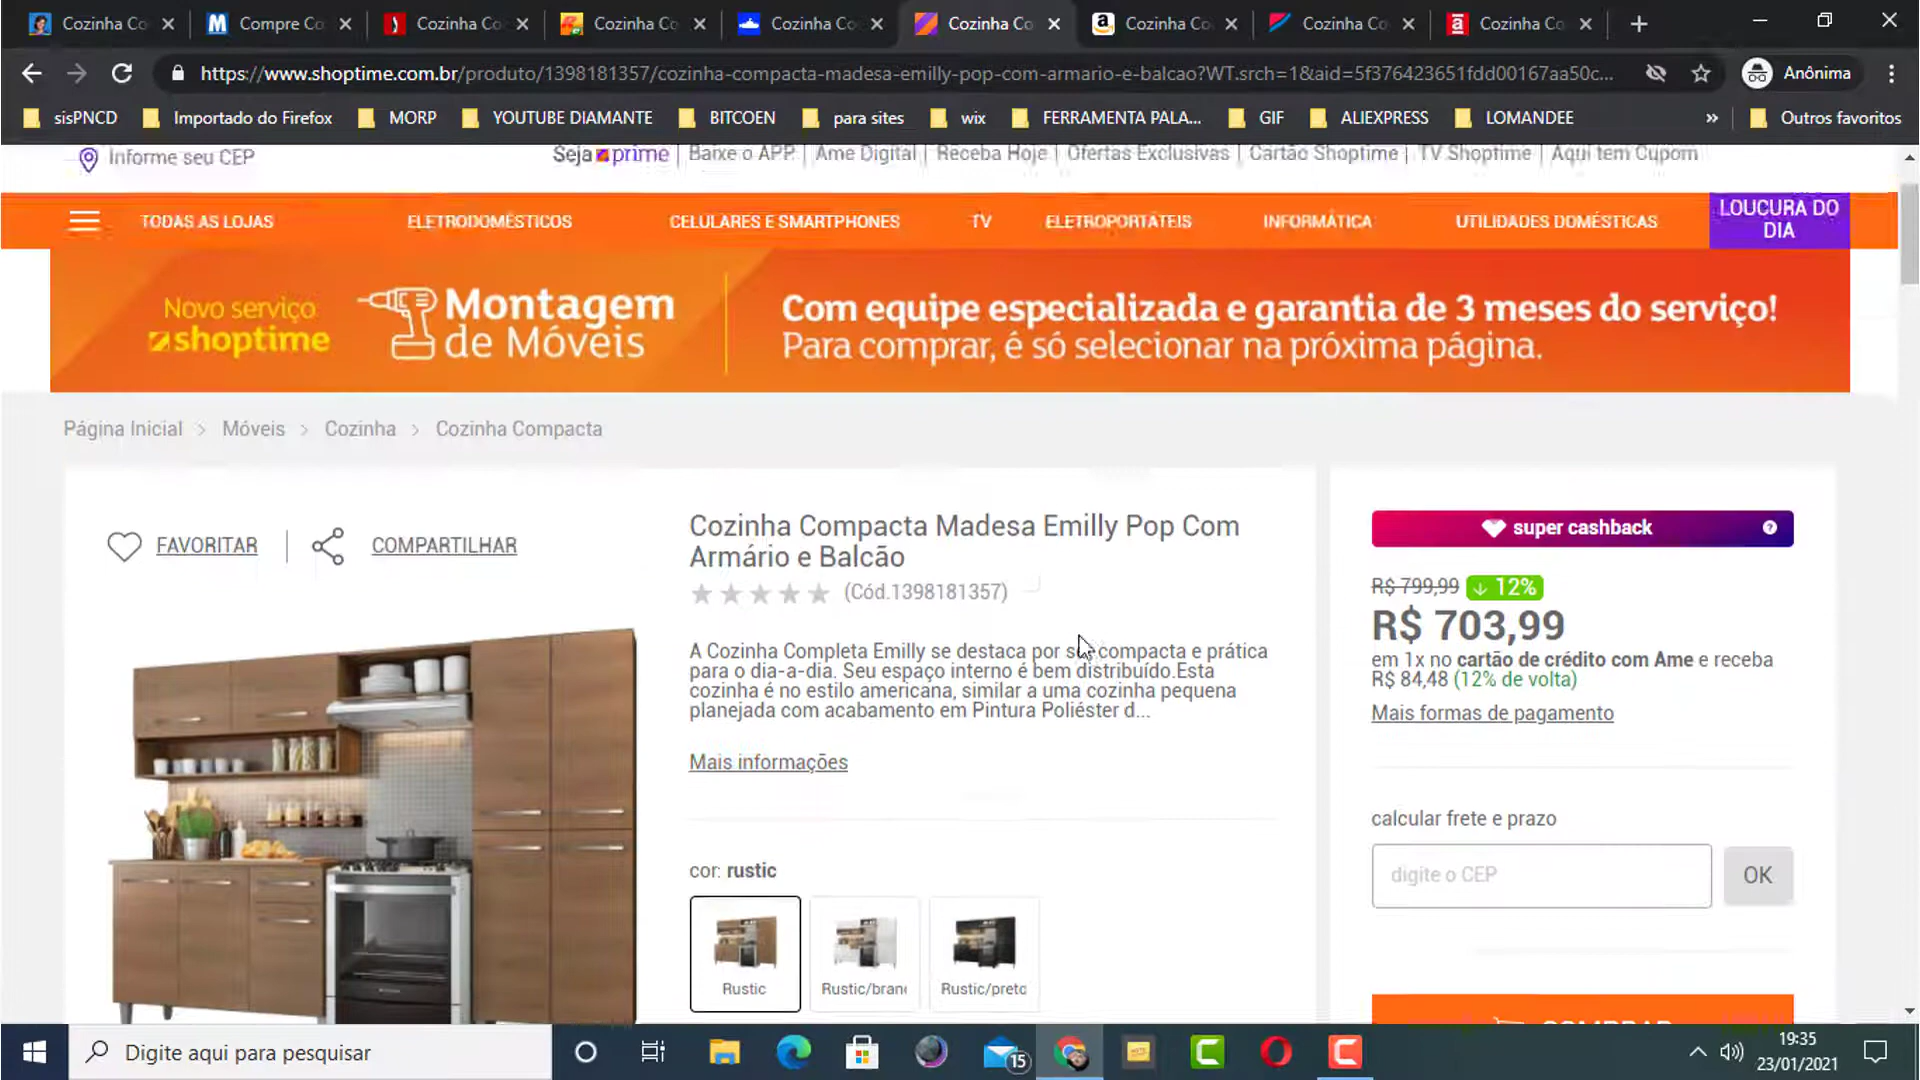 Cozinha Co
Compre Co
Cozinha Co
Cozinha Co
Cozinha Co
Cozinha Co
Cozinha Co
Cozinha Co
Cozinha Co
https://www.shoptime.com.br/produto/1398181357/cozinha-compacta-madesa-emilly-pop-com-armario-e-balcao?WT.srch=1&aid=5f376423651fdd00167aa50c...
Anônima
sisPNCD
Importado do Firefox
MORP
YOUTUBE DIAMANTE
BITCOEN
para sites
wix
FERRAMENTA PALA...
GIF
ALIEXPRESS
LOMANDEE
»
Outros favoritos
Informe seu CEP
Seja prime | Baixe o APP | Ame Digital | Receba Hoje | Ofertas Exclusivas | Cartão Shoptime | TV Shoptime | Aqui tem Cupom
TODAS AS LOJAS
ELETRODOMÉSTICOS
CELULARES E SMARTPHONES
TV
ELETROPORTÁTEIS
INFORMÁTICA
UTILIDADES DOMÉSTICAS
LOUCURA DO
DIA
Novo serviço
shoptime
Montagem
de Móveis
Com equipe especializada e garantia de 3 meses do serviço!
Para comprar, é só selecionar na próxima página.
Página Inicial > Móveis > Cozinha > Cozinha Compacta
FAVORITAR
COMPARTILHAR
Cozinha Compacta Madesa Emilly Pop Com
Armário e Balcão
(Cód.1398181357)
A Cozinha Completa Emilly se destaca por compacta e prática
para o dia-a-dia. Seu espaço interno é bem distribuído.Esta
cozinha é no estilo americana, similar a uma cozinha pequena
planejada com acabamento em Pintura Poliéster d...
Mais informações
cor: rustic
Rustic
Rustic/branc
Rustic/preto
super cashback
?
R$ 799,99
12%
R$ 703,99
em 1x no cartão de crédito com Ame e receba
R$ 84,48 (12% de volta)
Mais formas de pagamento
calcular frete e prazo
digite o CEP
OK
COMPRAR
Digite aqui para pesquisar
15
19:35
23/01/2021